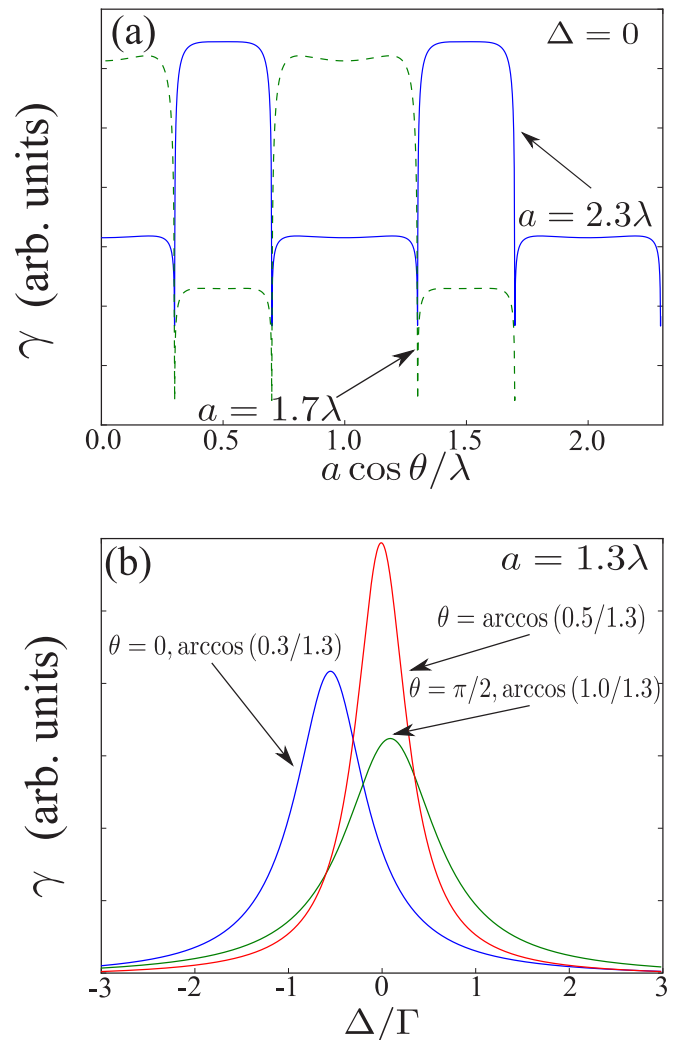 (a)
Δ = 0
γ (arb. units)
a = 2.3λ
a = 1.7λ
0.0 0.5 1.0 1.5 2.0
a cos θ/λ
(b)
a = 1.3λ
θ = 0, arccos (0.3/1.3)
θ = arccos (0.5/1.3)
θ = π/2, arccos (1.0/1.3)
γ (arb. units)
-3 -2 -1 0 1 2 3
Δ/Γ